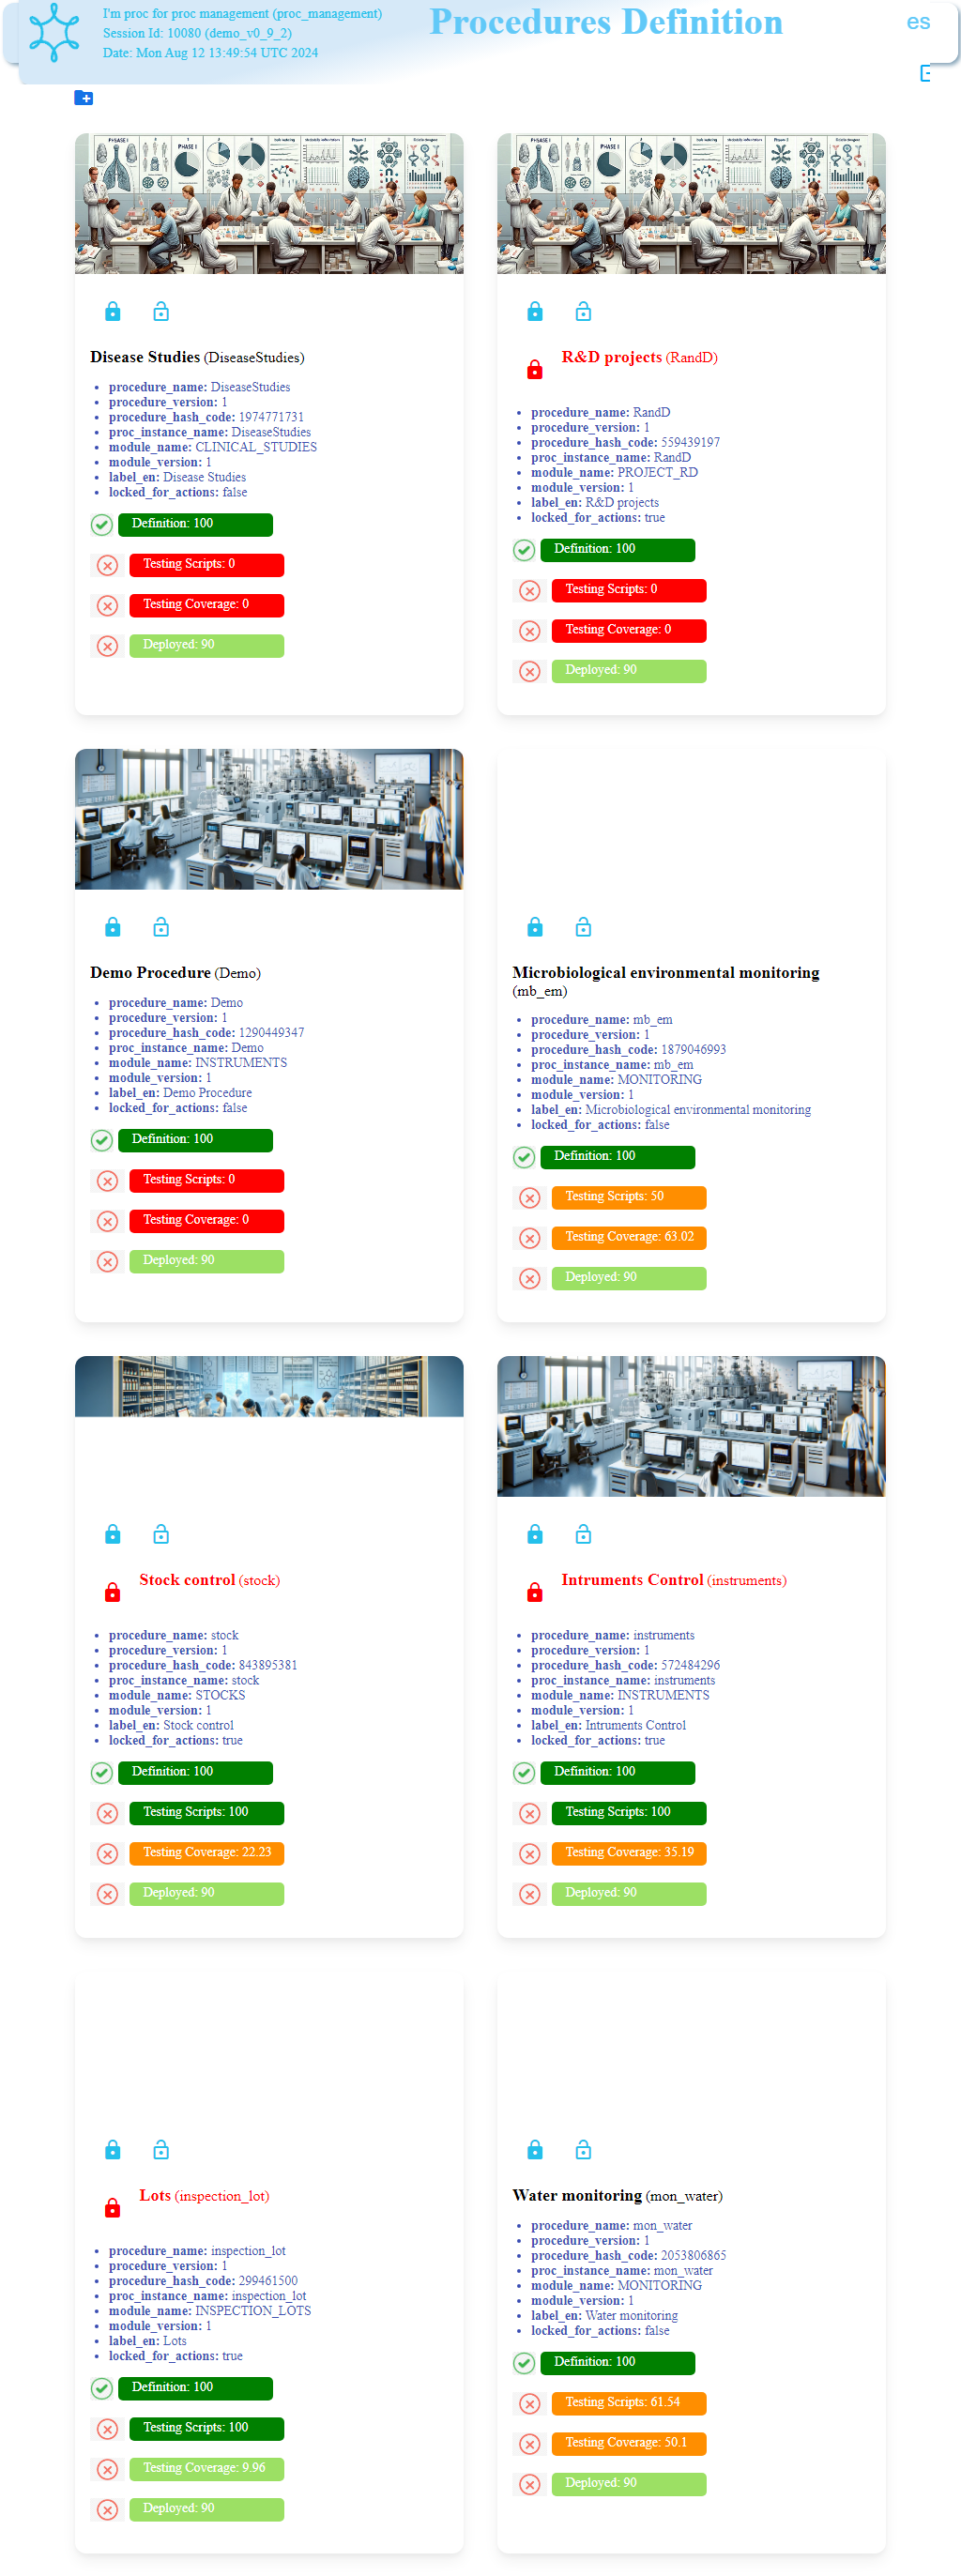 I'm proc for proc management (proc_management)
Session Id: 10080 (demo_v0_9_2)
Date: Mon Aug 12 13:49:54 UTC 2024
Procedures Definition
es
PHASE I
PHASE I
PHASE I
PHASE I
Disease Studies (DiseaseStudies)
procedure_name: DiseaseStudies
procedure_version: 1
procedure_hash_code: 1974771731
proc_instance_name: DiseaseStudies
module_name: CLINICAL_STUDIES
module_version: 1
label_en: Disease Studies
locked_for_actions: false
Definition: 100
Testing Scripts: 0
Testing Coverage: 0
Deployed: 90
R&D projects (RandD)
procedure_name: RandD
procedure_version: 1
procedure_hash_code: 559439197
proc_instance_name: RandD
module_name: PROJECT_RD
module_version: 1
label_en: R&D projects
locked_for_actions: true
Definition: 100
Testing Scripts: 0
Testing Coverage: 0
Deployed: 90
Demo Procedure (Demo)
procedure_name: Demo
procedure_version: 1
procedure_hash_code: 1290449347
proc_instance_name: Demo
module_name: INSTRUMENTS
module_version: 1
label_en: Demo Procedure
locked_for_actions: false
Definition: 100
Testing Scripts: 0
Testing Coverage: 0
Deployed: 90
Microbiological environmental monitoring
(mb_em)
procedure_name: mb_em
procedure_version: 1
procedure_hash_code: 1879046993
proc_instance_name: mb_em
module_name: MONITORING
module_version: 1
label_en: Microbiological environmental monitoring
locked_for_actions: false
Definition: 100
Testing Scripts: 50
Testing Coverage: 63.02
Deployed: 90
Stock control (stock)
procedure_name: stock
procedure_version: 1
procedure_hash_code: 843895381
proc_instance_name: stock
module_name: STOCKS
module_version: 1
label_en: Stock control
locked_for_actions: true
Definition: 100
Testing Scripts: 100
Testing Coverage: 22.23
Deployed: 90
Intruments Control (instruments)
procedure_name: instruments
procedure_version: 1
procedure_hash_code: 572484296
proc_instance_name: instruments
module_name: INSTRUMENTS
module_version: 1
label_en: Intruments Control
locked_for_actions: true
Definition: 100
Testing Scripts: 100
Testing Coverage: 35.19
Deployed: 90
Lots (inspection_lot)
procedure_name: inspection_lot
procedure_version: 1
procedure_hash_code: 299461500
proc_instance_name: inspection_lot
module_name: INSPECTION_LOTS
module_version: 1
label_en: Lots
locked_for_actions: true
Definition: 100
Testing Scripts: 100
Testing Coverage: 9.96
Deployed: 90
Water monitoring (mon_water)
procedure_name: mon_water
procedure_version: 1
procedure_hash_code: 2053806865
proc_instance_name: mon_water
module_name: MONITORING
module_version: 1
label_en: Water monitoring
locked_for_actions: false
Definition: 100
Testing Scripts: 61.54
Testing Coverage: 50.1
Deployed: 90